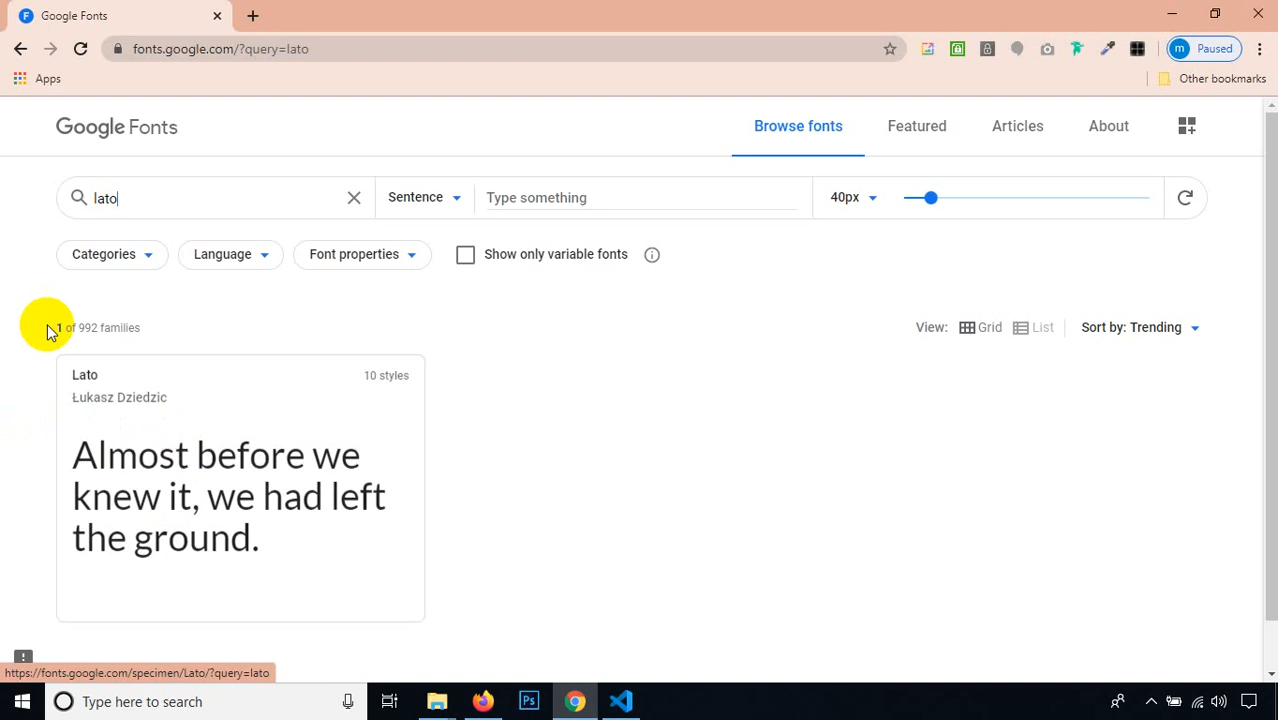 Google Fonts
fonts.google.com/?query=lato
m Paused
Apps
Other bookmarks
Google Fonts
Browse fonts Featured Articles About
lato Sentence Type something 40px
Categories Language Font properties Show only variable fonts
1 of 992 families View: Grid List Sort by: Trending
Lato 10 styles
Łukasz Dziedzic
Almost before we
knew it, we had left
the ground.
https://fonts.google.com/specimen/Lato/?query=lato
Type here to search Ps